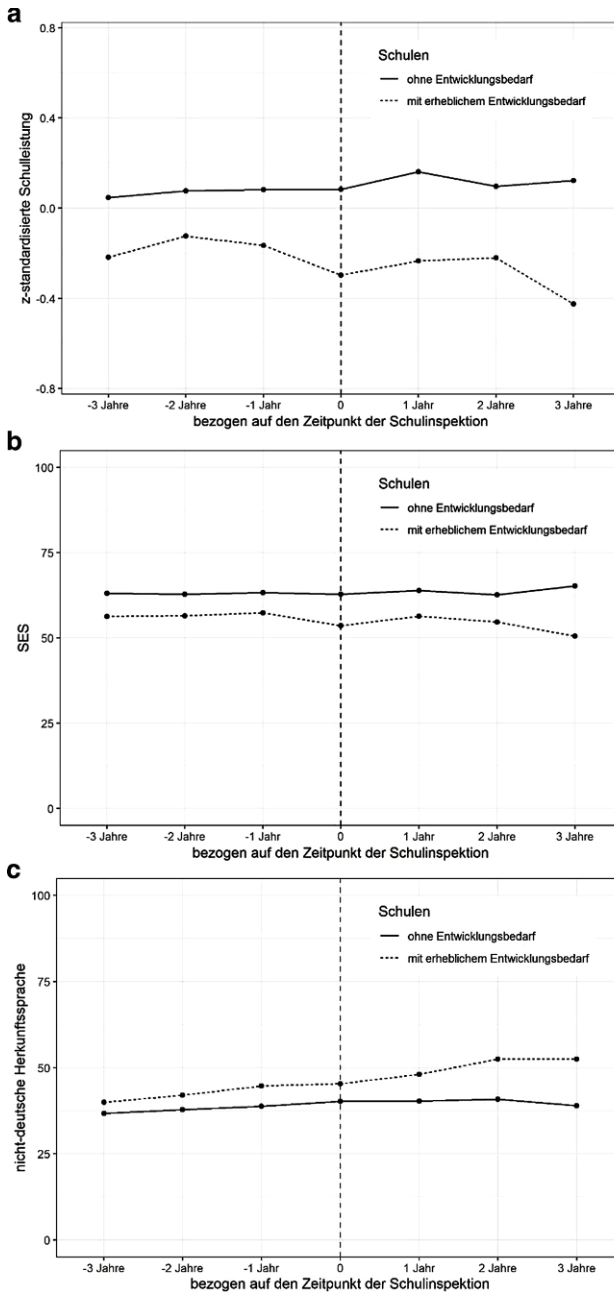 a
0.8
0.4
0.0
-0.4
-0.8
z-standardisierte Schulleistung
Schulen
ohne Entwicklungsbedarf
mit erheblichem Entwicklungsbedarf
-3 Jahre -2 Jahre -1 Jahr 0 1 Jahre 2 Jahre 3 Jahre
bezogen auf den Zeitpunkt der Schulinspektion
b
100
75
50
25
0
SES
Schulen
ohne Entwicklungsbedarf
mit erheblichem Entwicklungsbedarf
-3 Jahre -2 Jahre -1 Jahr 0 1 Jahr 2 Jahre 3 Jahre
bezogen auf den Zeitpunkt der Schulinspektion
c
100
75
50
25
0
nicht-deutsche Herkunftssprache
Schulen
ohne Entwicklungsbedarf
mit erheblichem Entwicklungsbedarf
-3 Jahre -2 Jahre -1 Jahr 0 1 Jahr 2 Jahre 3 Jahre
bezogen auf den Zeitpunkt der Schulinspektion